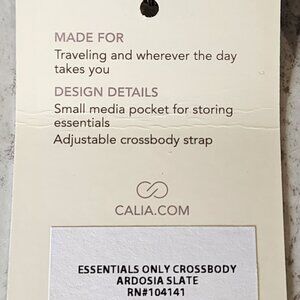 MADE FOR
Traveling and wherever the day
takes you
DESIGN DETAILS
Small media pocket for storing
essentials
Adjustable crossbody strap
CALIA.COM
ESSENTIALS ONLY CROSSBODY
ARDOSIA SLATE
RN#104141